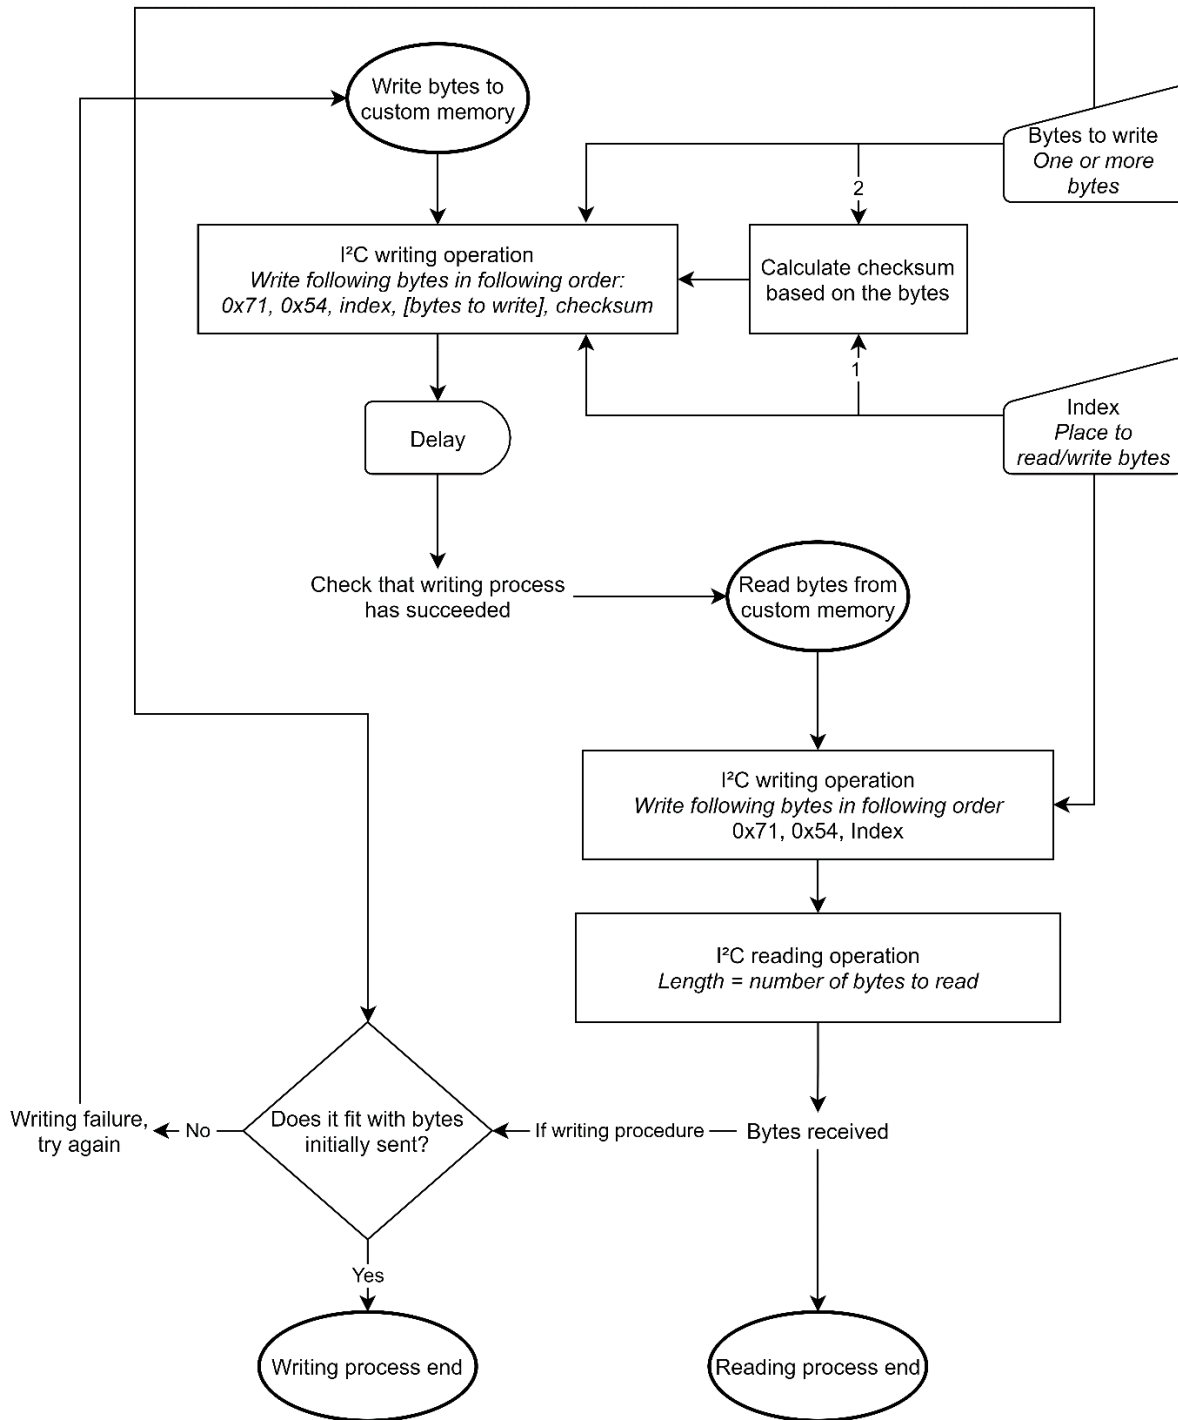 Write bytes to
custom memory
Bytes to write
One or more
bytes
2
I²C writing operation
Write following bytes in following order:
0x71, 0x54, index, [bytes to write], checksum
Calculate checksum
based on the bytes
1
Index
Place to
read/write bytes
Delay
Check that writing process
has succeeded
Read bytes from
custom memory
I²C writing operation
Write following bytes in following order
0x71, 0x54, Index
I²C reading operation
Length = number of bytes to read
Writing failure,
try again
No
Does it fit with bytes
initially sent?
If writing procedure
Bytes received
Yes
Writing process end
Reading process end